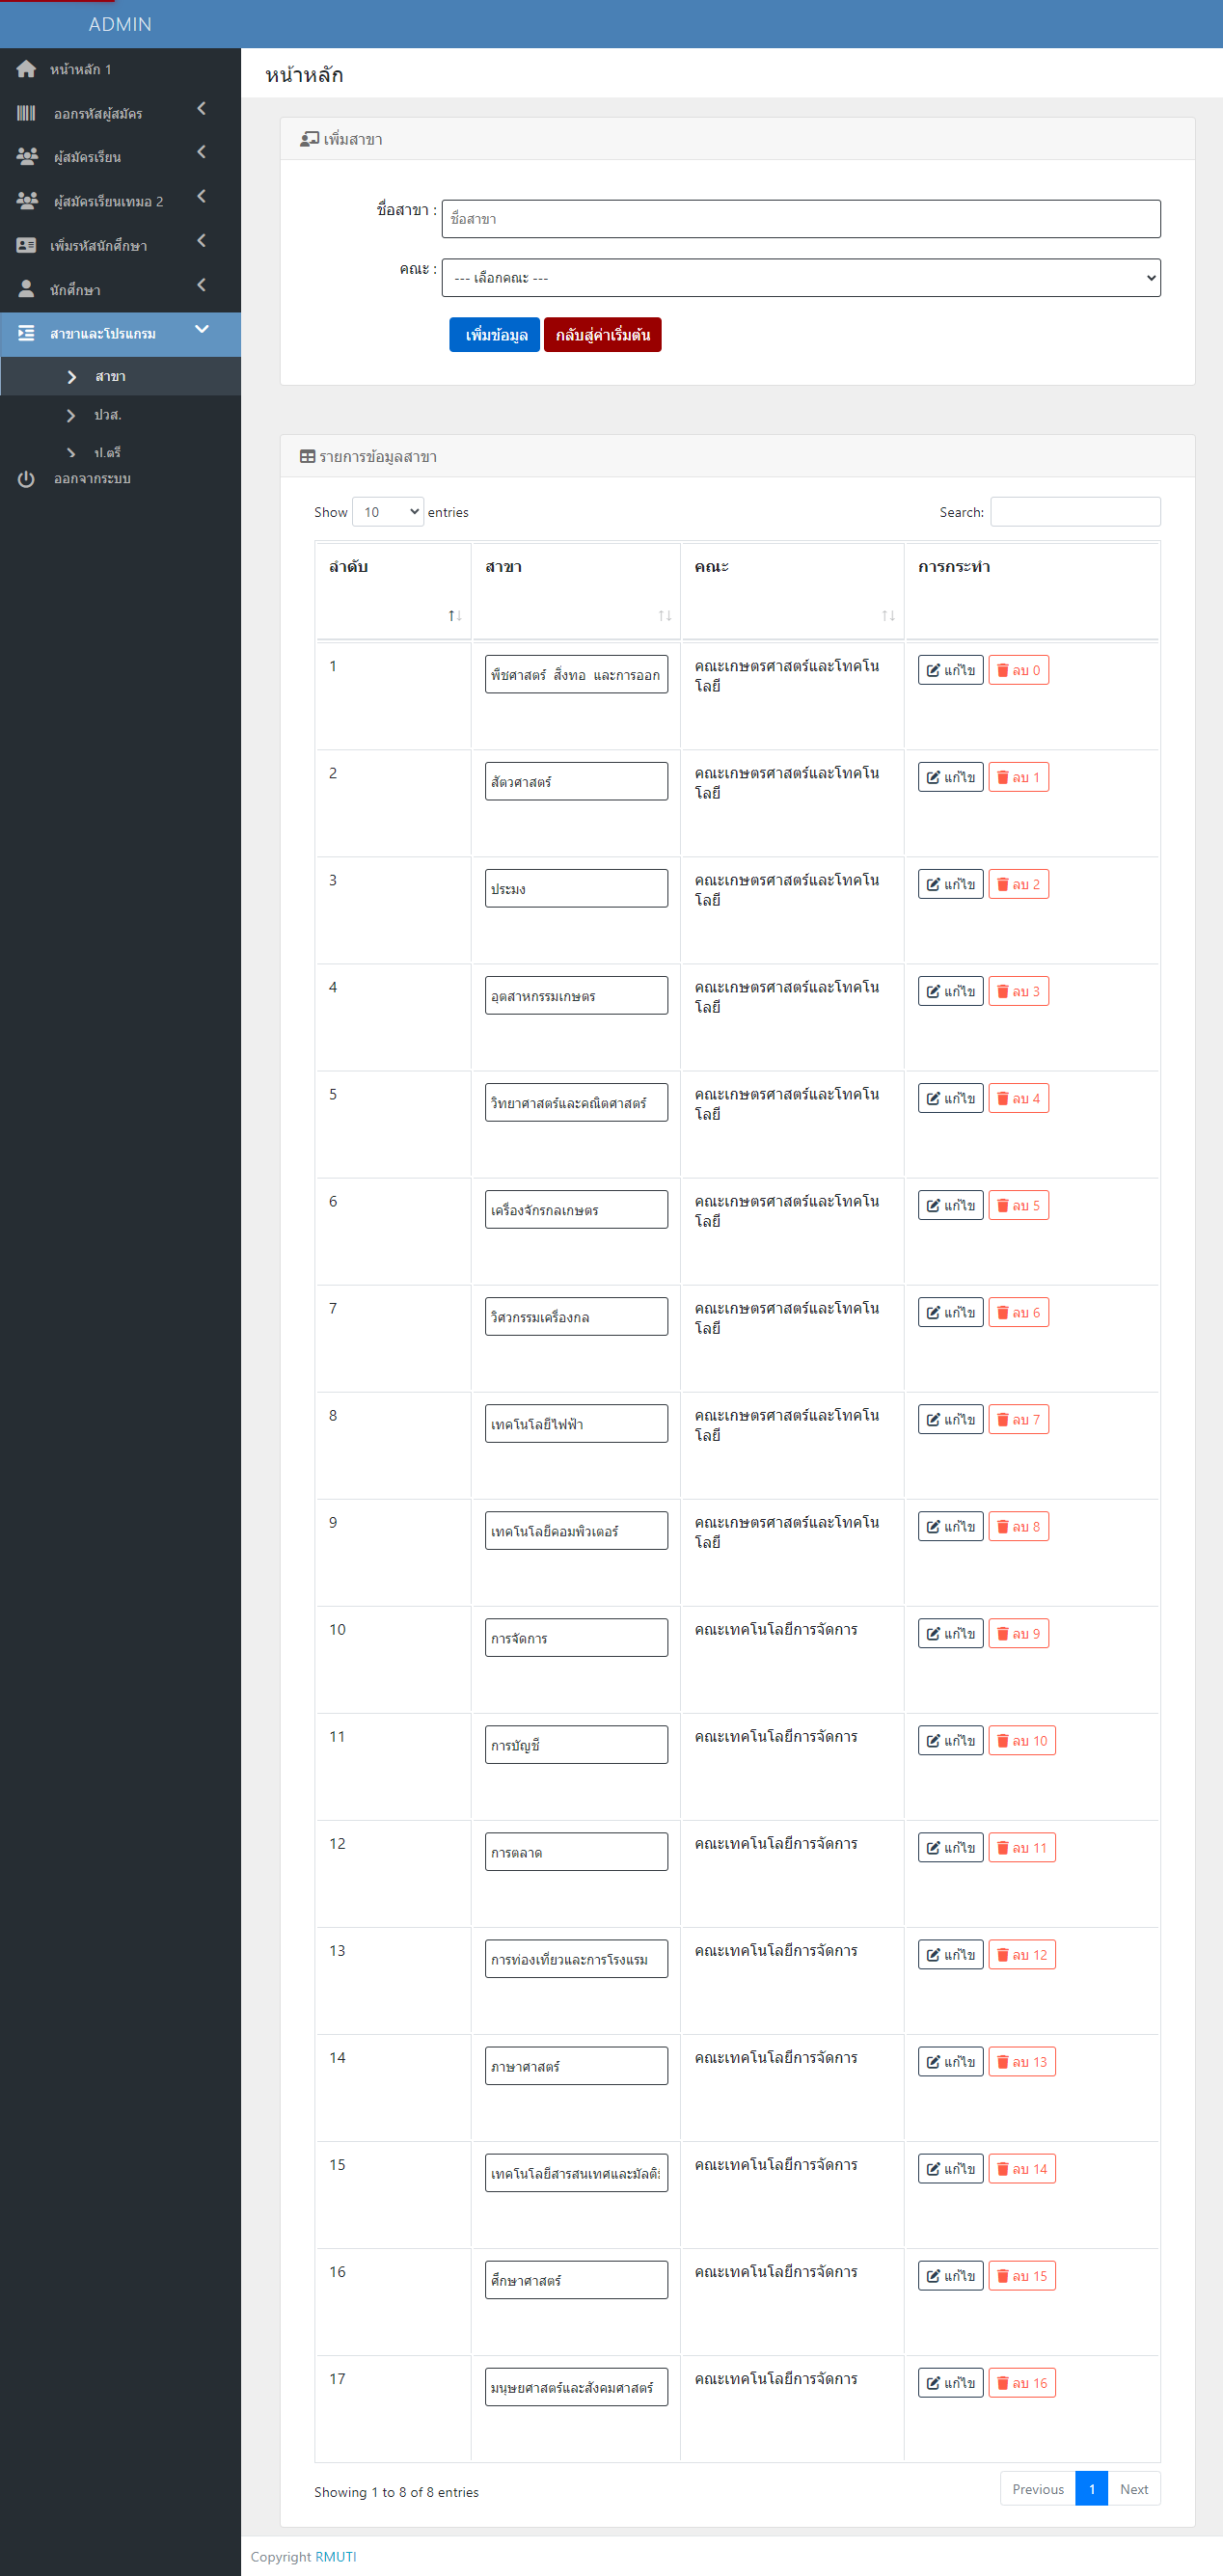 ADMIN
หน้าหลัก 1
ออกรหัสผู้สมัคร
ผู้สมัครเรียน
ผู้สมัครเรียนเทมอ 2
เพิ่มรหัสนักศึกษา
นักศึกษา
สาขาและโปรแกรม
สาขา
ปวส.
ป.ตรี
ออกจากระบบ
หน้าหลัก
เพิ่มสาขา
ชื่อสาขา : ชื่อสาขา
คณะ : --- เลือกคณะ ---
เพิ่มข้อมูล กลับสู่ค่าเริ่มต้น
รายการข้อมูลสาขา
Show 10 entries Search:
ลำดับ สาขา คณะ การกระทำ
1 พืชศาสตร์ สิ่งทอ และการออก คณะเกษตรศาสตร์และโทคโน แก้ไข ลบ 0
โลยี
2 สัตวศาสตร์ คณะเกษตรศาสตร์และโทคโน แก้ไข ลบ 1
โลยี
3 ประมง คณะเกษตรศาสตร์และโทคโน แก้ไข ลบ 2
โลยี
4 อุตสาหกรรมเกษตร คณะเกษตรศาสตร์และโทคโน แก้ไข ลบ 3
โลยี
5 วิทยาศาสตร์และคณิตศาสตร์ คณะเกษตรศาสตร์และโทคโน แก้ไข ลบ 4
โลยี
6 เครื่องจักรกลเกษตร คณะเกษตรศาสตร์และโทคโน แก้ไข ลบ 5
โลยี
7 วิศวกรรมเครื่องกล คณะเกษตรศาสตร์และโทคโน แก้ไข ลบ 6
โลยี
8 เทคโนโลยีไฟฟ้า คณะเกษตรศาสตร์และโทคโน แก้ไข ลบ 7
โลยี
9 เทคโนโลยีคอมพิวเตอร์ คณะเกษตรศาสตร์และโทคโน แก้ไข ลบ 8
โลยี
10 การจัดการ คณะเทคโนโลยีการจัดการ แก้ไข ลบ 9
11 การบัญชี คณะเทคโนโลยีการจัดการ แก้ไข ลบ 10
12 การตลาด คณะเทคโนโลยีการจัดการ แก้ไข ลบ 11
13 การท่องเที่ยวและการโรงแรม คณะเทคโนโลยีการจัดการ แก้ไข ลบ 12
14 ภาษาศาสตร์ คณะเทคโนโลยีการจัดการ แก้ไข ลบ 13
15 เทคโนโลยีสารสนเทศและมัลติ คณะเทคโนโลยีการจัดการ แก้ไข ลบ 14
16 ศึกษาศาสตร์ คณะเทคโนโลยีการจัดการ แก้ไข ลบ 15
17 มนุษยศาสตร์และสังคมศาสตร์ คณะเทคโนโลยีการจัดการ แก้ไข ลบ 16
Showing 1 to 8 of 8 entries Previous 1 Next
Copyright RMUTI